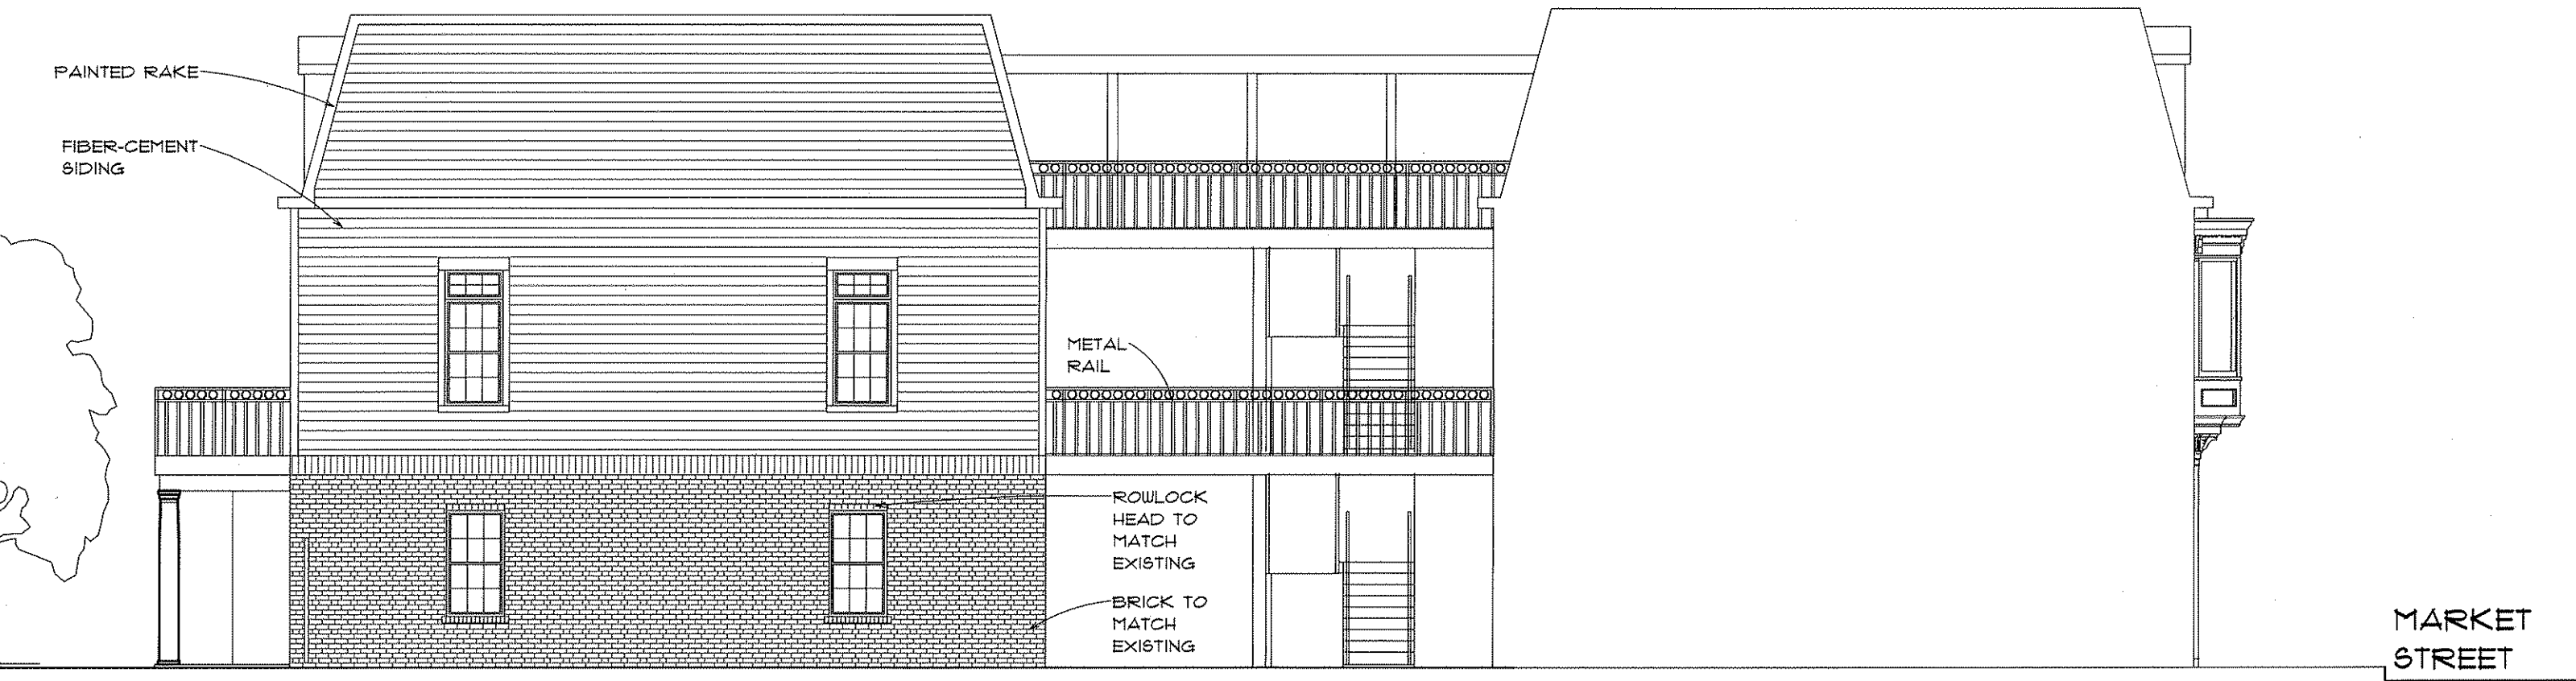 PAINTED RAKE
FIBER-CEMENT
SIDING
METAL
RAIL
ROWLOCK
HEAD TO
MATCH
EXISTING
BRICK TO
MATCH
EXISTING
MARKET
STREET